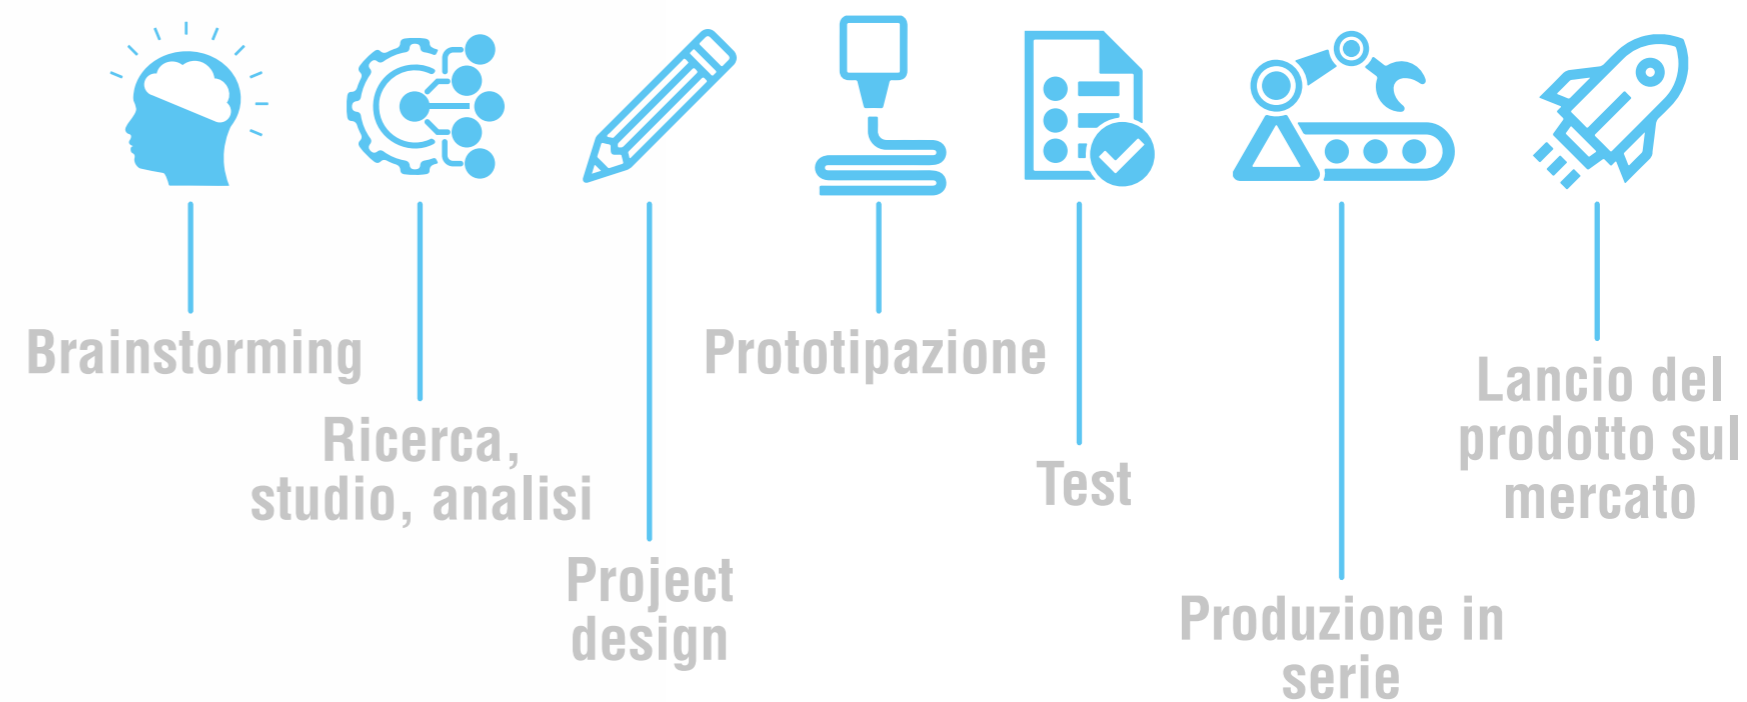 Brainstorming
Ricerca,
studio, analisi
Project
design
Prototipazione
Test
Produzione in
serie
Lancio del
prodotto sul
mercato